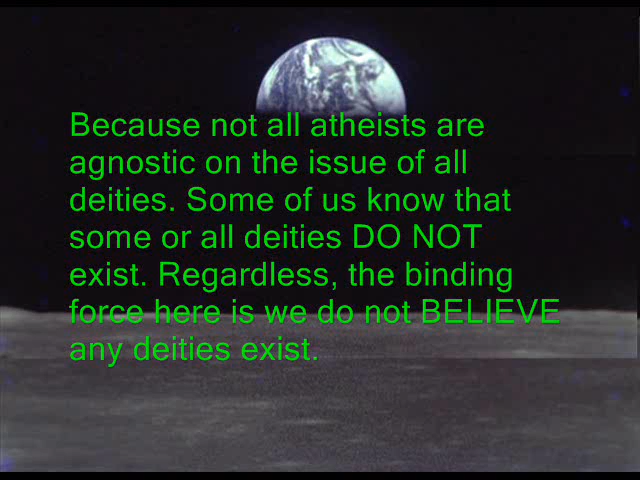 Because not all atheists are
agnostic on the issue of all
deities. Some of us know that
some or all deities DO NOT
exist. Regardless, the binding
force here is we do not BELIEVE
any deities exist.